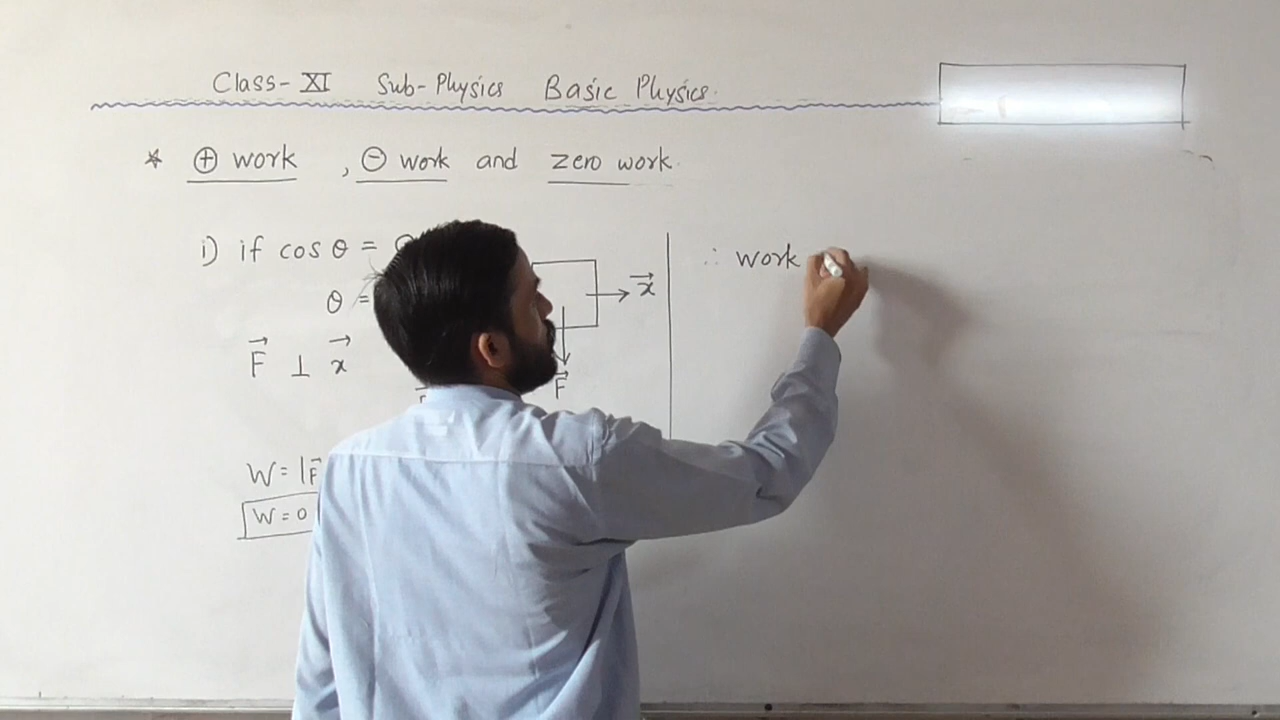 Class-XI Sub-Physics Basic Physics.
* ⊕ work , ⊖ work and zero work.
i) if cos θ =
θ =
F⃗ ⊥ x⃗
x⃗
F⃗
W = |F⃗
W = 0
∴ work